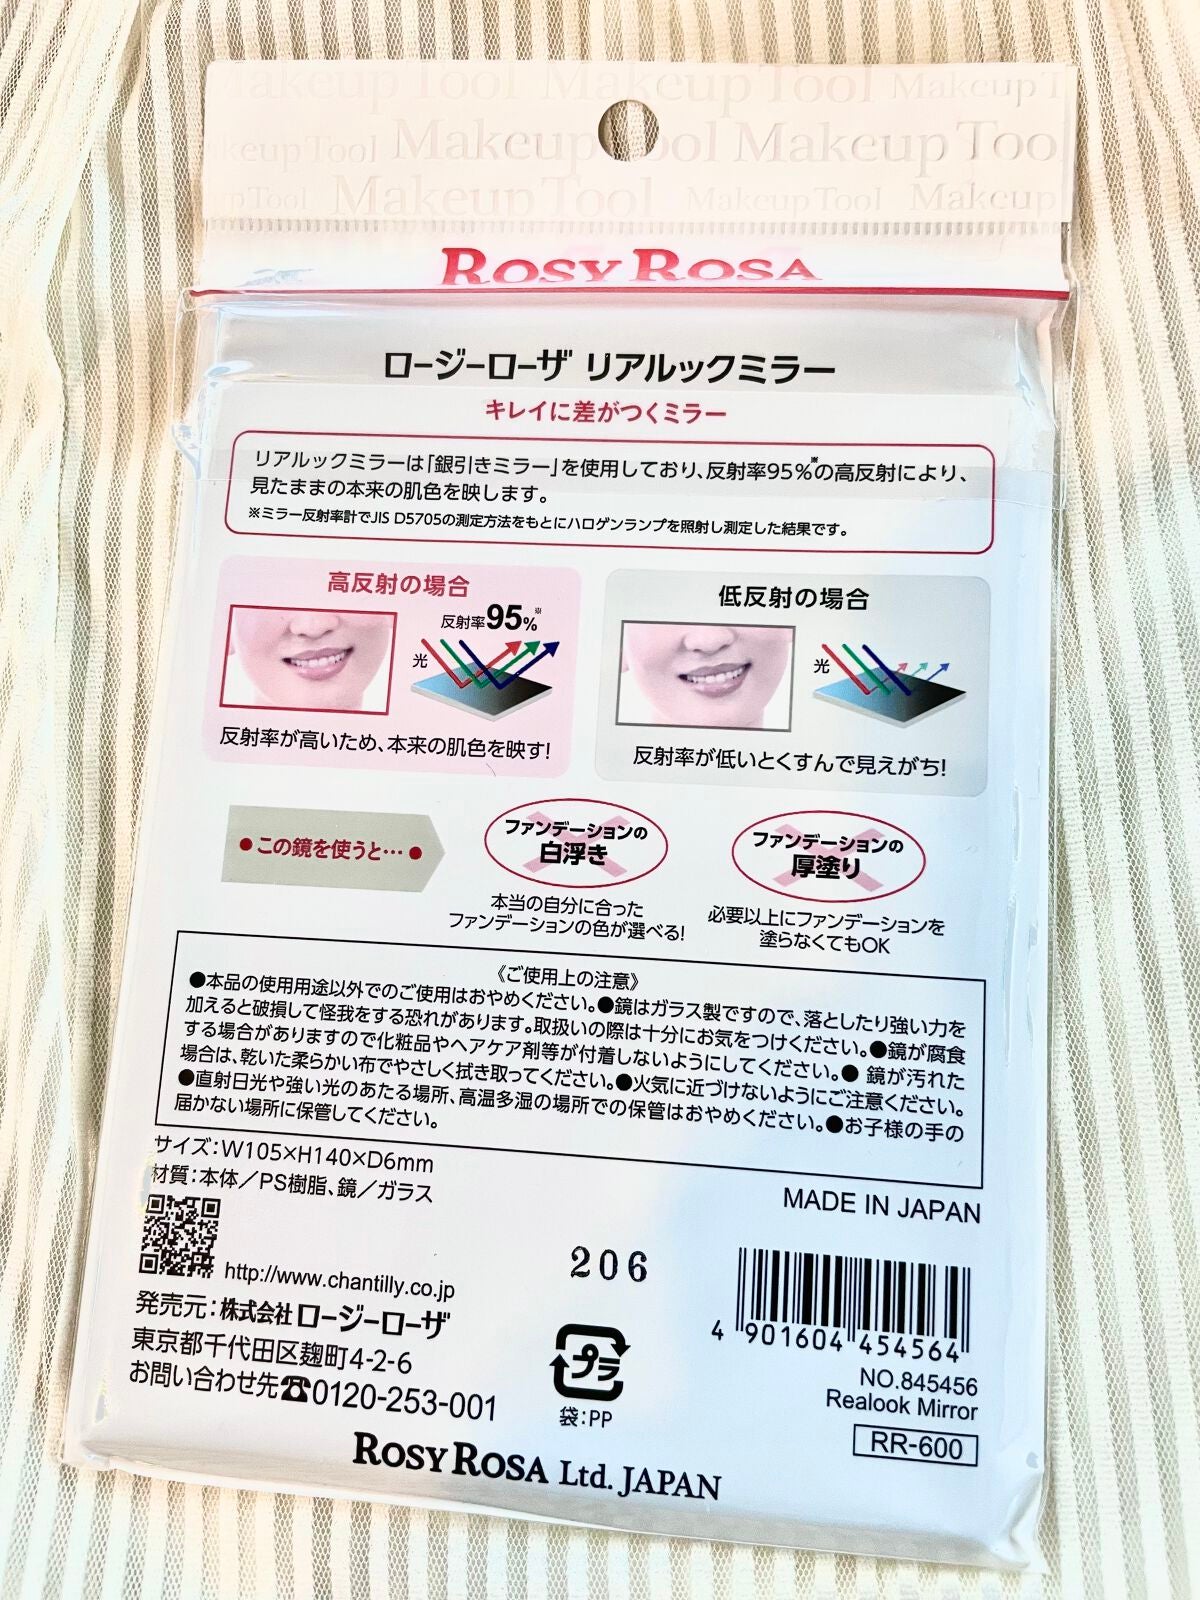 Makeup Tool Makeup Tool Makeup T
keup Tool Makeup ool Makeup Tool
p Tool Makeup Tool Makeup Tool Makeup
ROSY ROSA
ロージーローザ リアルックミラー
キレイに差がつくミラー
リアルックミラーは「銀引きミラー」を使用しており、反射率95%※の高反射により、
見たままの本来の肌色を映します。
※ミラー反射率計でJIS D5705の測定方法をもとにハロゲンランプを照射し測定した結果です。
高反射の場合
反射率95%※
光
反射率が高いため、本来の肌色を映す!
低反射の場合
光
反射率が低いとくすんで見えがち!
●この鏡を使うと…●
ファンデーションの
白浮き
本当の自分に合った
ファンデーションの色が選べる!
ファンデーションの
厚塗り
必要以上にファンデーションを
塗らなくてもOK
《ご使用上の注意》
●本品の使用用途以外でのご使用はおやめください。●鏡はガラス製ですので、落としたり強い力を
加えると破損して怪我をする恐れがあります。取扱いの際は十分にお気をつけください。●鏡が腐食
する場合がありますので化粧品やヘアケア剤等が付着しないようにしてください。● 鏡が汚れた
場合は、乾いた柔らかい布でやさしく拭き取ってください。●火気に近づけないようにご注意ください。
●直射日光や強い光のあたる場所、高温多湿の場所での保管はおやめください。●お子様の手の
届かない場所に保管してください。
サイズ:W105×H140×D6mm
材質:本体/PS樹脂、鏡/ガラス
MADE IN JAPAN
http://www.chantilly.co.jp
206
発売元:株式会社 ロージーローザ
東京都千代田区麹町4-2-6
お問い合わせ先☎0120-253-001
プラ
袋:PP
4 901604 454564
NO.845456
Realook Mirror
RR-600
ROSY ROSA Ltd. JAPAN